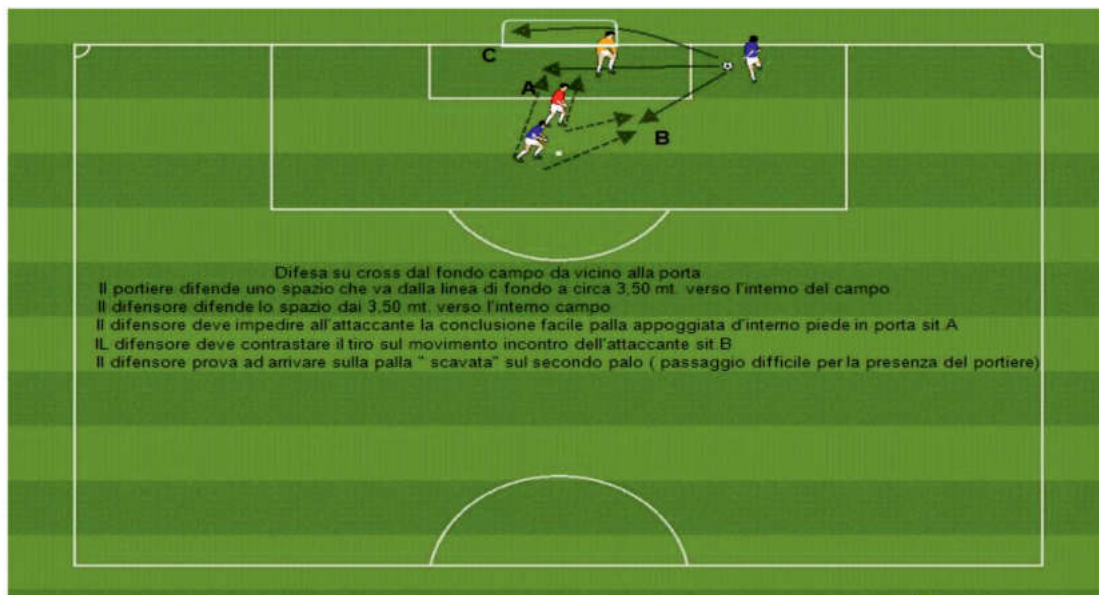 C
A
B
Difesa su cross dal fondo campo da vicino alla porta
Il portiere difende uno spazio che va dalla linea di fondo a circa 3,50 mt. verso l'interno del campo
Il difensore difende lo spazio dai 3,50 mt. verso l'interno campo
Il difensore deve impedire all'attaccante la conclusione facile palla appoggiata d'interno piede in porta sit.A
IL difensore deve contrastare il tiro sul movimento incontro dell'attaccante sit.B
Il difensore prova ad arrivare sulla palla " scavata" sul secondo palo ( passaggio difficile per la presenza del portiere)